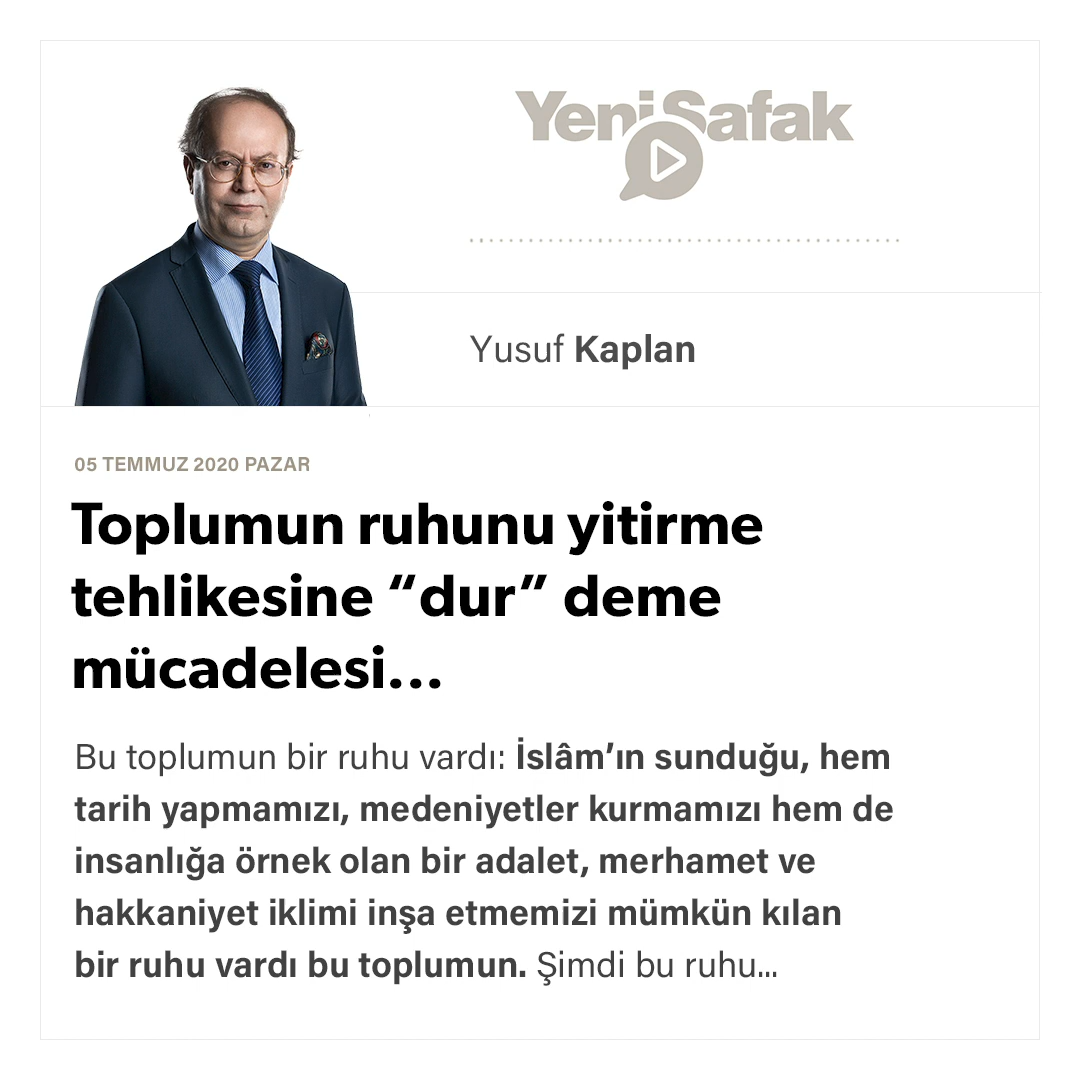 YeniŞafak
Yusuf Kaplan
05 TEMMUZ 2020 PAZAR
Toplumun ruhunu yitirme
tehlikesine “dur” deme
mücadelesi...
Bu toplumun bir ruhu vardı: İslâm’ın sunduğu, hem
tarih yapmamızı, medeniyetler kurmamızı hem de
insanlığa örnek olan bir adalet, merhamet ve
hakkaniyet iklimi inşa etmemizi mümkün kılan
bir ruhu vardı bu toplumun. Şimdi bu ruhu...